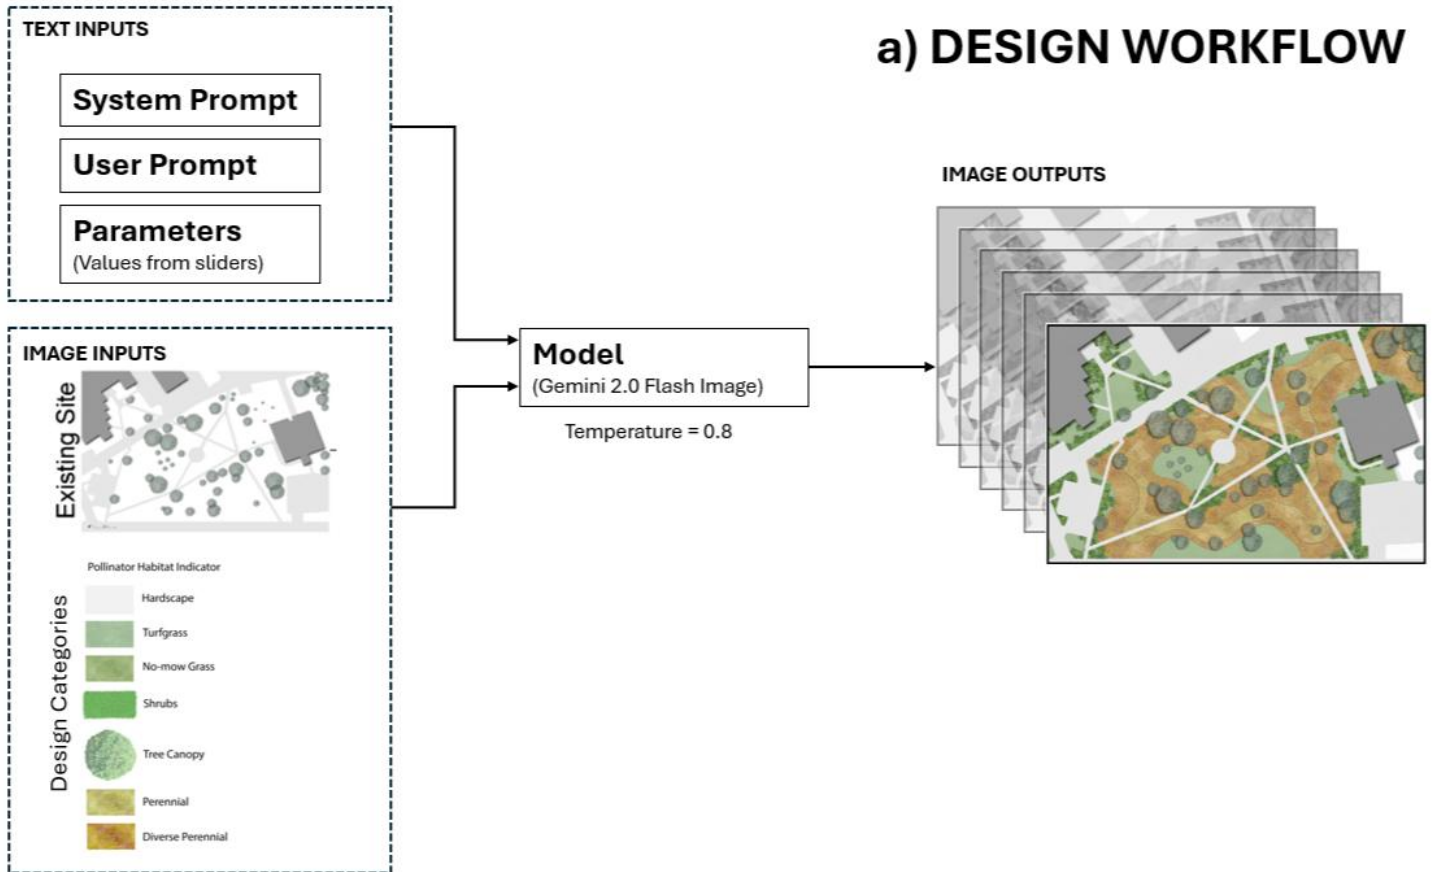 a) DESIGN WORKFLOW
TEXT INPUTS
System Prompt
User Prompt
Parameters
(Values from sliders)
IMAGE INPUTS
Existing Site
Pollinator Habitat Indicator
Design Categories
Hardscape
Turfgrass
No-mow Grass
Shrubs
Tree Canopy
Perennial
Diverse Perennial
Model
(Gemini 2.0 Flash Image)
Temperature = 0.8
IMAGE OUTPUTS